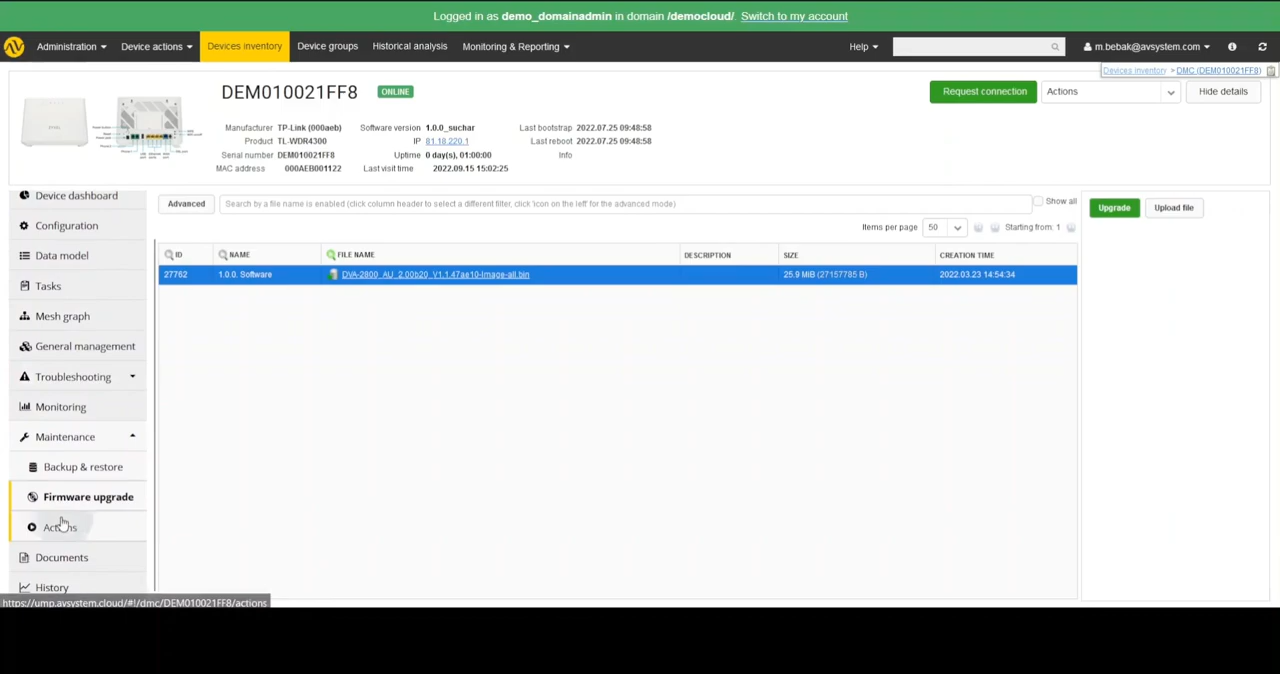 Logged in as demo_domainadmin in domain /democloud/. Switch to my account
Administration Device actions Devices inventory Device groups Historical analysis Monitoring & Reporting Help m.bebak@avsystem.com
Devices inventory > DMC (DEM010021FF8)
DEM010021FF8 ONLINE Request connection Actions Hide details
Manufacturer TP-Link (000aeb) Software version 1.0.0_suchar Last bootstrap 2022.07.25 09:48:58
Product TL-WDR4300 IP 81.18.220.1 Last reboot 2022.07.25 09:48:58
Serial number DEM010021FF8 Uptime 0 day(s), 01:00:00 Info
MAC address 000AEB001122 Last visit time 2022.09.15 15:02:25
Device dashboard
Configuration
Data model
Tasks
Mesh graph
General management
Troubleshooting
Monitoring
Maintenance
Backup & restore
Firmware upgrade
Actions
Documents
History
Advanced Search by a file name is enabled (click column header to select a different filter, click 'icon on the left' for the advanced mode) Show all
Items per page 50 Starting from: 1
ID NAME FILE NAME DESCRIPTION SIZE CREATION TIME
27762 1.0.0. Software DVA-2800_AU_2.00b20_V1.1.47ae10-image-all.bin 25.9 MiB (27157785 B) 2022.03.23 14:54:34
Upgrade Upload file
https://ump.avsystem.cloud/#!/dmc/DEM010021FF8/actions